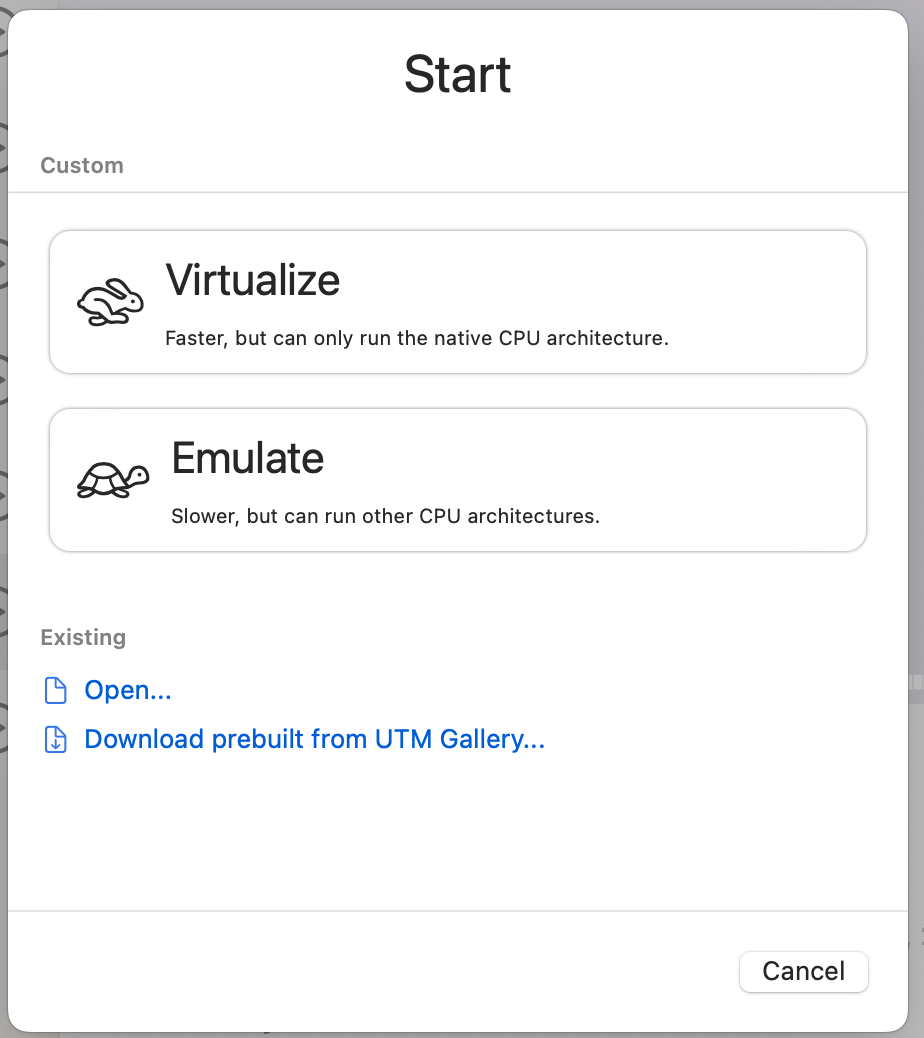 Start
Custom
Virtualize
Faster, but can only run the native CPU architecture.
Emulate
Slower, but can run other CPU architectures.
Existing
Open...
Download prebuilt from UTM Gallery...
Cancel